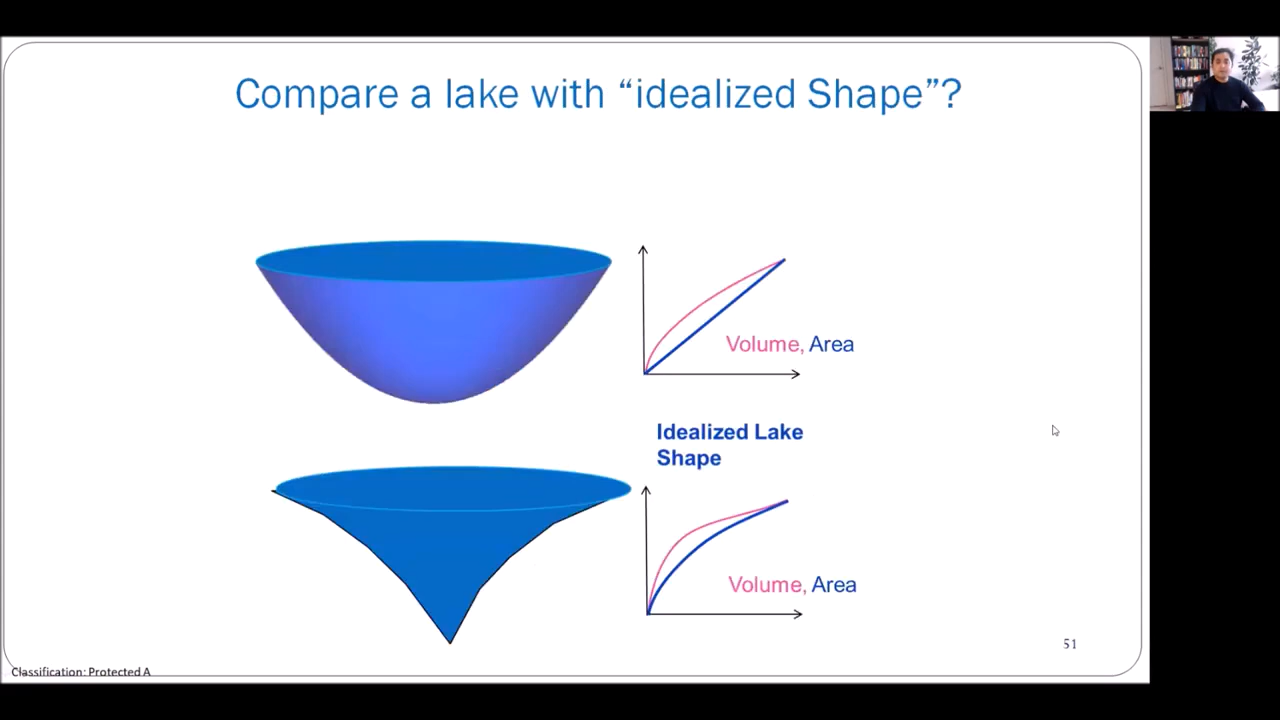 Compare a lake with “idealized Shape”?
Volume, Area
Idealized Lake
Shape
Volume, Area
51
Classification: Protected A